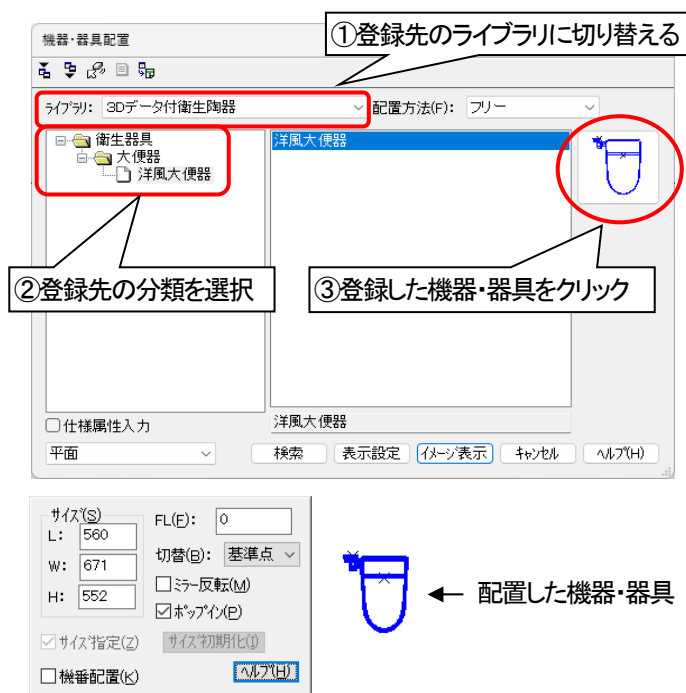 機器・器具配置
①登録先のライブラリに切り替える
ライブラリ: 3Dデータ付衛生陶器 配置方法(F): フリー
衛生器具
大便器
洋風大便器
洋風大便器
②登録先の分類を選択
③登録した機器・器具をクリック
仕様属性入力
洋風大便器
平面
検索 表示設定 イメージ表示 キャンセル ヘルプ(H)
サイズ(S)
L: 560
W: 671
H: 552
FL(F): 0
切替(B): 基準点
ミラー反転(M)
ポップイン(P)
サイズ指定(Z) サイズ初期化(I)
機番配置(K) ヘルプ(H)
← 配置した機器・器具